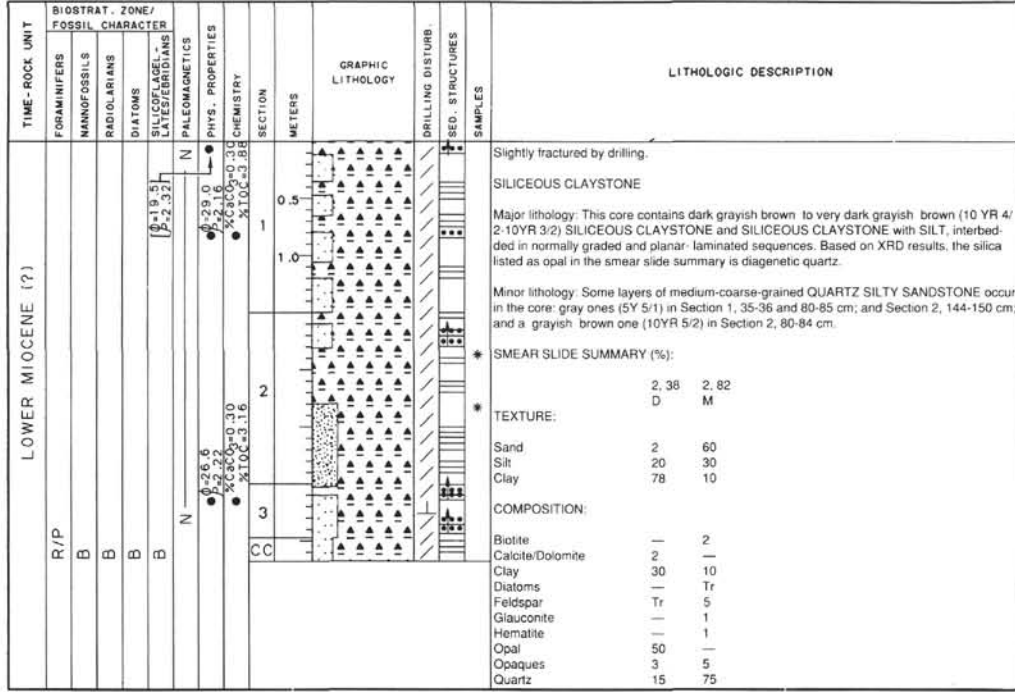 TIME-ROCK UNIT
BIOSTRAT. ZONE/
FOSSIL CHARACTER
FORAMINIFERS
NANNOFOSSILS
RADIOLARIANS
DIATOMS
SILICOFLAGEL-
LATES/EBRIDIANS
PALEOMAGNETICS
PHYS. PROPERTIES
CHEMISTRY
SECTION
METERS
GRAPHIC
LITHOLOGY
DRILLING DISTURB.
SED. STRUCTURES
SAMPLES
LITHOLOGIC DESCRIPTION
LOWER MIOCENE (?)
R/P
B
B
B
B
N
N
Φ=19.5
ρ=2.32
Φ=29.0
ρ=2.16
%CaCO3=0.30
%TOC=3.88
Φ=26.6
ρ=2.22
%CaCO3=0.30
%TOC=3.16
1
2
3
CC
0.5
1.0
*
*
Slightly fractured by drilling.
SILICEOUS CLAYSTONE
Major lithology: This core contains dark grayish brown to very dark grayish brown (10 YR 4/
2-10YR 3/2) SILICEOUS CLAYSTONE and SILICEOUS CLAYSTONE with SILT, interbed-
ded in normally graded and planar- laminated sequences. Based on XRD results, the silica
listed as opal in the smear slide summary is diagenetic quartz.
Minor lithology: Some layers of medium-coarse-grained QUARTZ SILTY SANDSTONE occur
in the core: gray ones (5Y 5/1) in Section 1, 35-36 and 80-85 cm; and Section 2, 144-150 cm;
and a grayish brown one (10YR 5/2) in Section 2, 80-84 cm.
SMEAR SLIDE SUMMARY (%):
2, 38 2, 82
D M
TEXTURE:
Sand 2 60
Silt 20 30
Clay 78 10
COMPOSITION:
Biotite — 2
Calcite/Dolomite 2 —
Clay 30 10
Diatoms — Tr
Feldspar Tr 5
Glauconite — 1
Hematite — 1
Opal 50 —
Opaques 3 5
Quartz 15 75